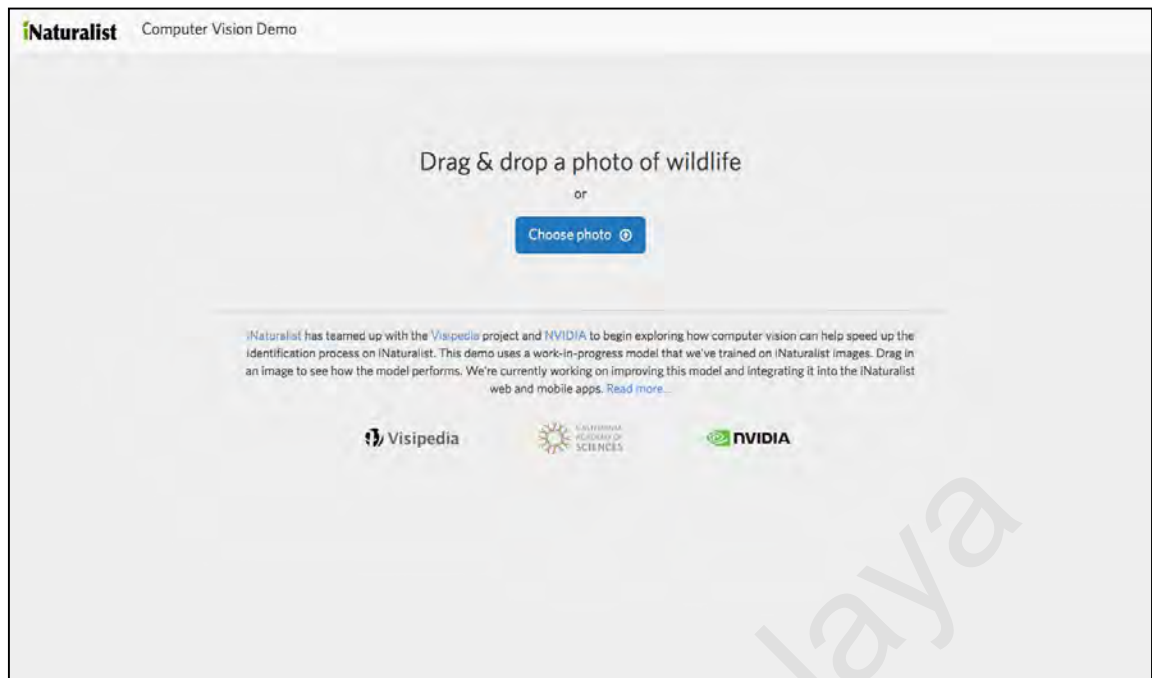 iNaturalist Computer Vision Demo
Drag & drop a photo of wildlife
or
Choose photo
iNaturalist has teamed up with the Visipedia project and NVIDIA to begin exploring how computer vision can help speed up the
identification process on iNaturalist. This demo uses a work-in-progress model that we've trained on iNaturalist images. Drag in
an image to see how the model performs. We're currently working on improving this model and integrating it into the iNaturalist
web and mobile apps. Read more...
Visipedia
CALIFORNIA
ACADEMY OF
SCIENCES
NVIDIA
laya